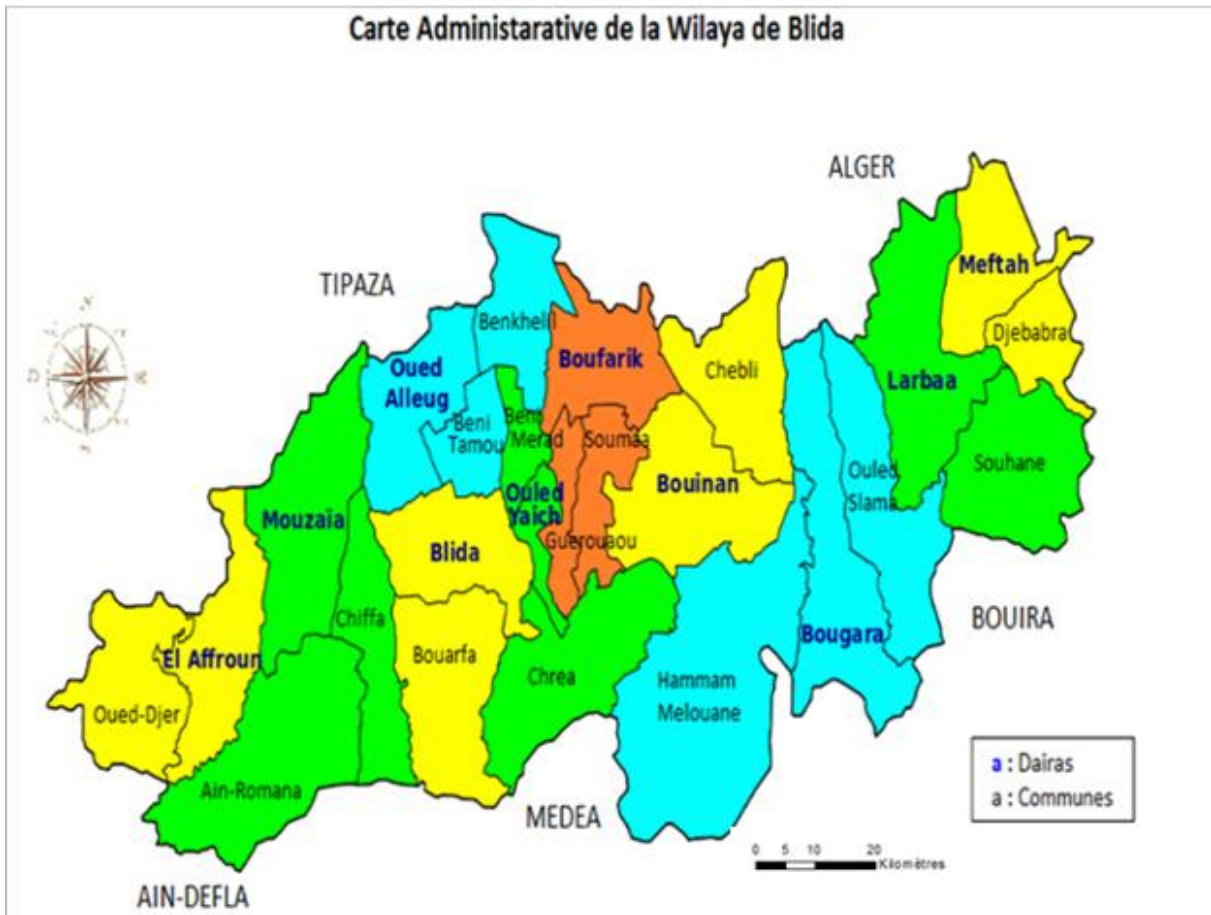 Carte Administarative de la Wilaya de Blida
ALGER
TIPAZA
Meftah
Djebabra
Benkhelil
Boufarik
Oued
Alleug
Chebli
Larbaa
Beni
Tamou
Beni
Merad
Soumaa
Souhane
Ouled
Slama
Bouinan
Ouled
Yaich
Mouzaïa
Blida
Guerouaou
Chiffa
BOUIRA
Bougara
El Affroun
Bouarfa
Chrea
Hammam
Melouane
Oued-Djer
Ain-Romana
MEDEA
AIN-DEFLA
a : Dairas
a : Communes
0 5 10 20
Kilomètres